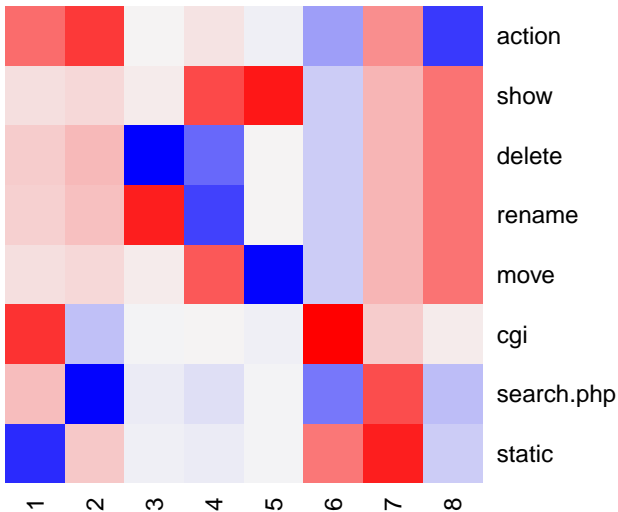 action
show
delete
rename
move
cgi
search.php
static
1 2 3 4 5 6 7 8